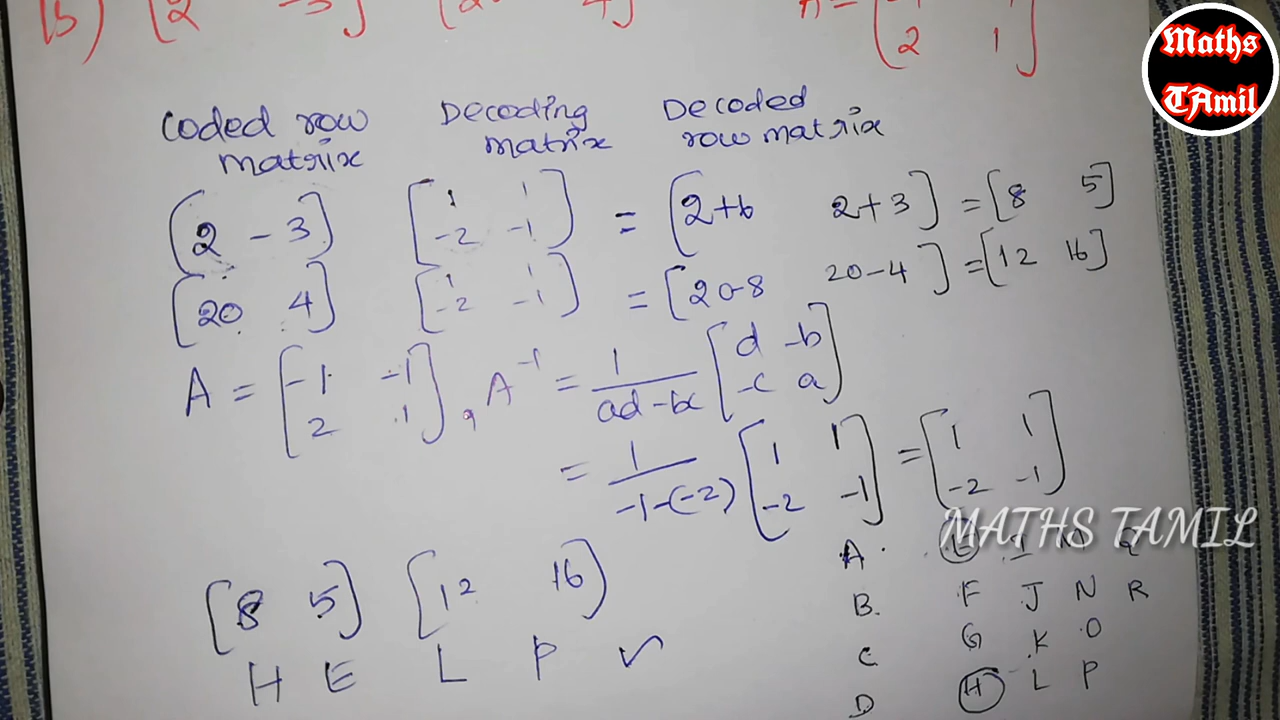 (b) [2 -3] [20 4] A = [-1 -1
2 1]
Maths
TAmil
Coded row matrix Decoding matrix Decoded row matrix
[2 -3] [1 1
-2 -1] = [2+6 2+3] = [8 5]
[20 4] [1 1
-2 -1] = [20-8 20-4] = [12 16]
A = [-1 -1
2 1], A^-1 = 1/(ad-bc) [d -b
-c a]
= 1/(-1-(-2)) [1 1
-2 -1] = [1 1
-2 -1]
MATHS TAMIL
[8 5] [12 16]
H E L P ✓
A. E I M Q
B. F J N R
C G K O
D H L P